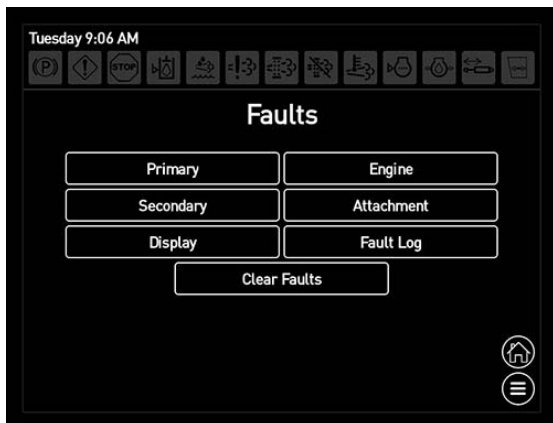 Tuesday 9:06 AM
(P) STOP
Faults
Primary Engine
Secondary Attachment
Display Fault Log
Clear Faults